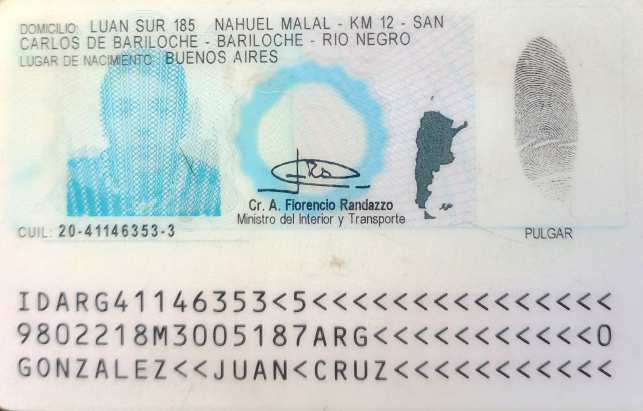 DOMICILIO: LUAN SUR 185 NAHUEL MALAL - KM 12 - SAN
CARLOS DE BARILOCHE - BARILOCHE - RIO NEGRO
LUGAR DE NACIMIENTO: BUENOS AIRES
Cr. A. Florencio Randazzo
Ministro del Interior y Transporte
CUIL: 20-41146353-3
PULGAR
IDARG41146353<5<<<<<<<<<<<<<<<
9802218M3005187ARG<<<<<<<<<<<0
GONZALEZ<<JUAN<CRUZ<<<<<<<<<<<